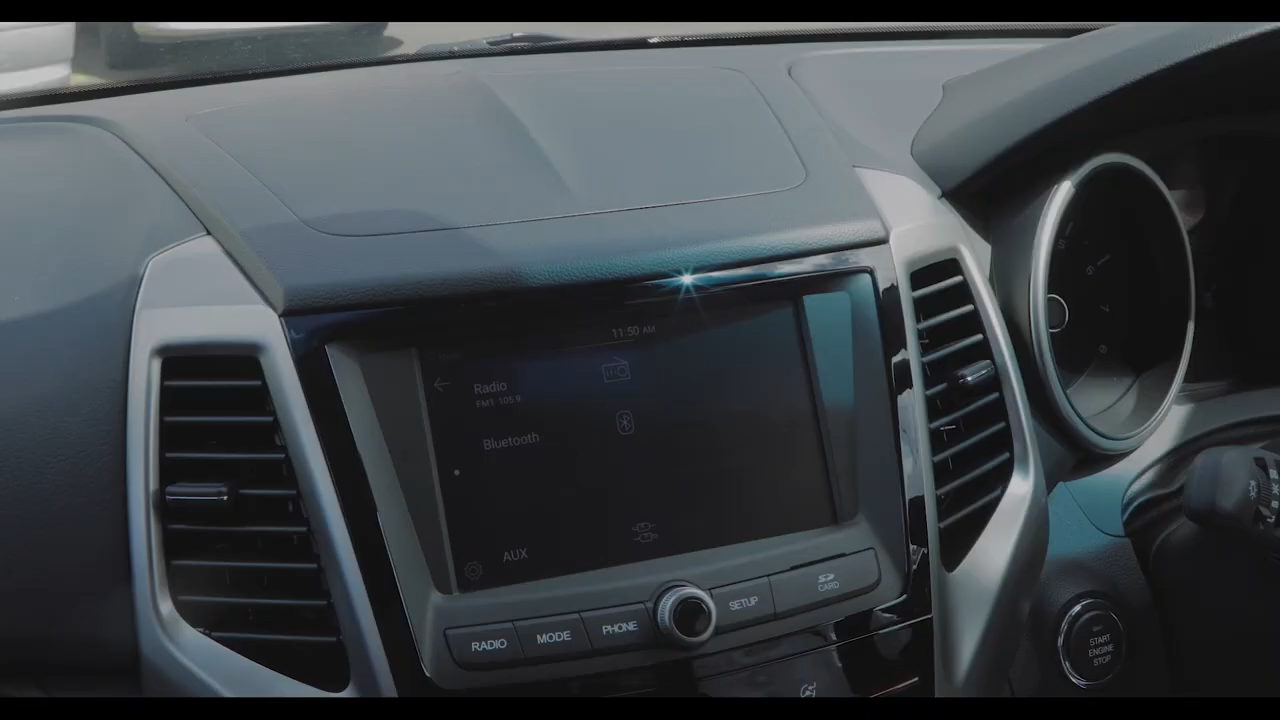 11:50 AM
Radio
FM1 105.9
Bluetooth
AUX
RADIO
MODE
PHONE
SETUP
SD
CARD
START
ENGINE
STOP